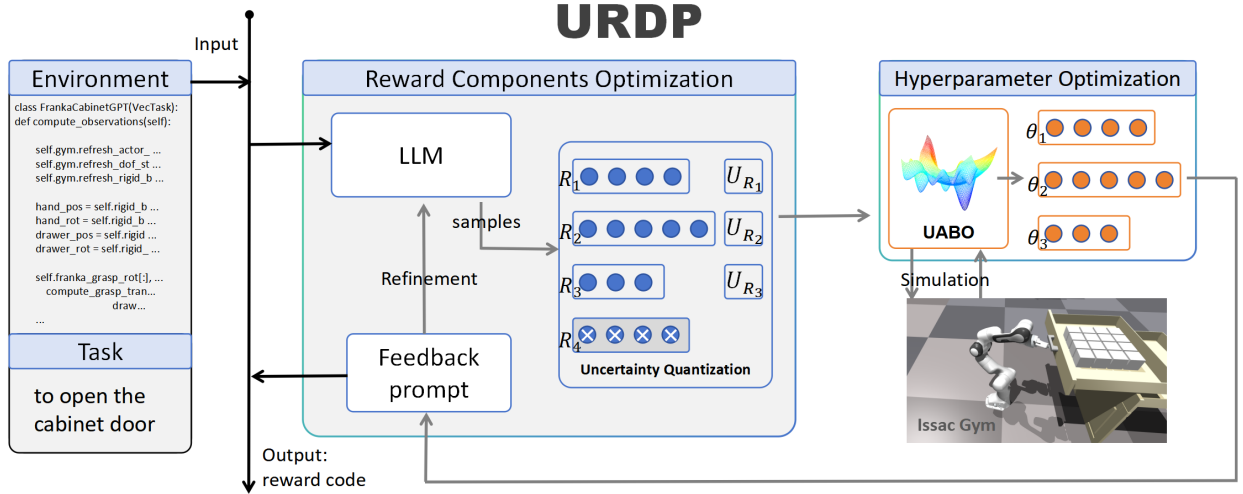 URDP
Input
Environment
class FrankaCabinetGPT(VecTask):
def compute_observations(self):
self.gym.refresh_actor_ ...
self.gym.refresh_dof_st ...
self.gym.refresh_rigid_b ...
hand_pos = self.rigid_b ...
hand_rot = self.rigid_b ...
drawer_pos = self.rigid ...
drawer_rot = self.rigid_ ...
self.franka_grasp_rot[:], ...
compute_grasp_tran...
draw...
...
Task
to open the
cabinet door
Reward Components Optimization
LLM
samples
Refinement
Feedback
prompt
R1
U_R1
R2
U_R2
R3
U_R3
R4
Uncertainty Quantization
Hyperparameter Optimization
UABO
θ1
θ2
θ3
Simulation
Issac Gym
Output:
reward code